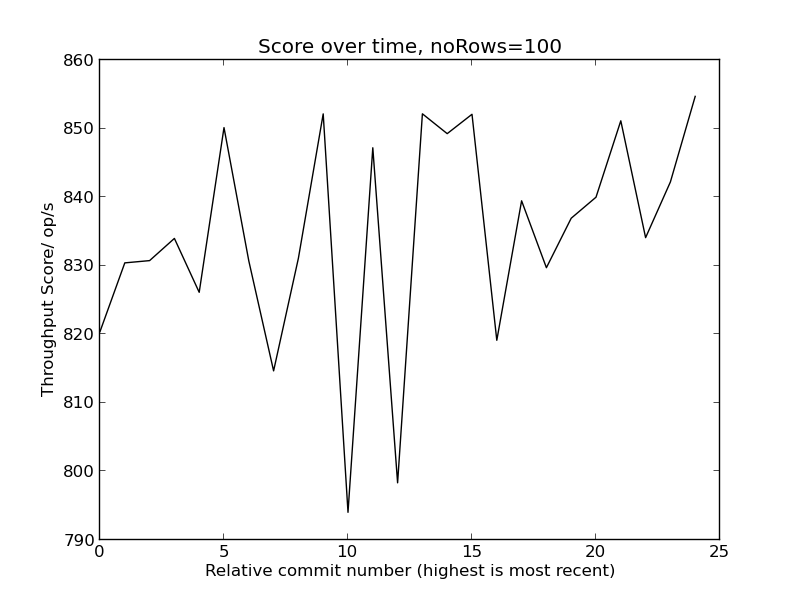 Score over time, noRows=100
860
850
840
830
820
810
800
790
Throughput Score/ op/s
0 5 10 15 20 25
Relative commit number (highest is most recent)